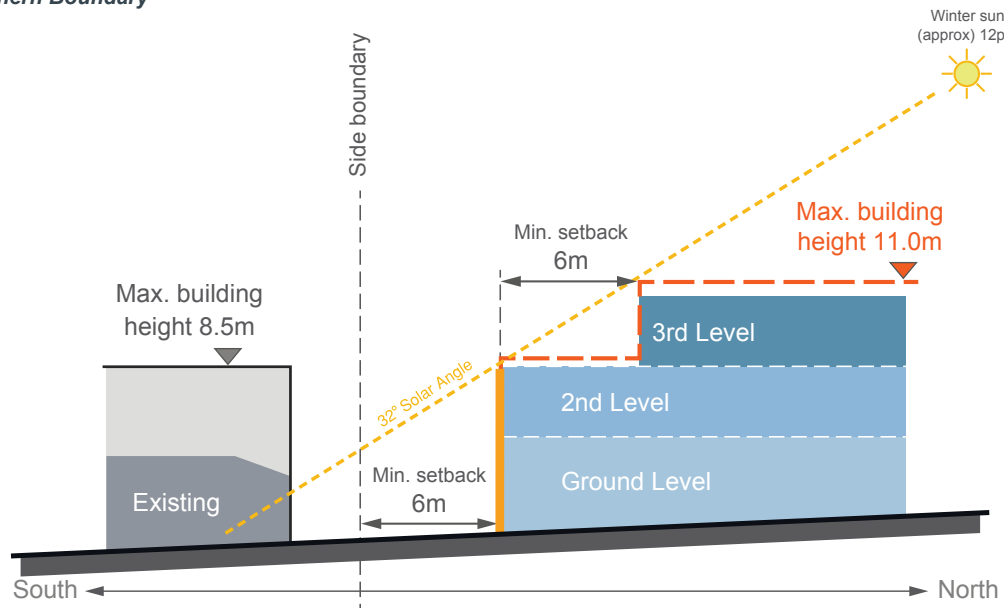 Winter sun
Side boundary
Max. building
height 11.0m
Min. setback
6m
Max. building
height 8.5m
3rd Level
32° Solar Angle
2nd Level
Min. setback
6m
Ground Level
Existing
South
North